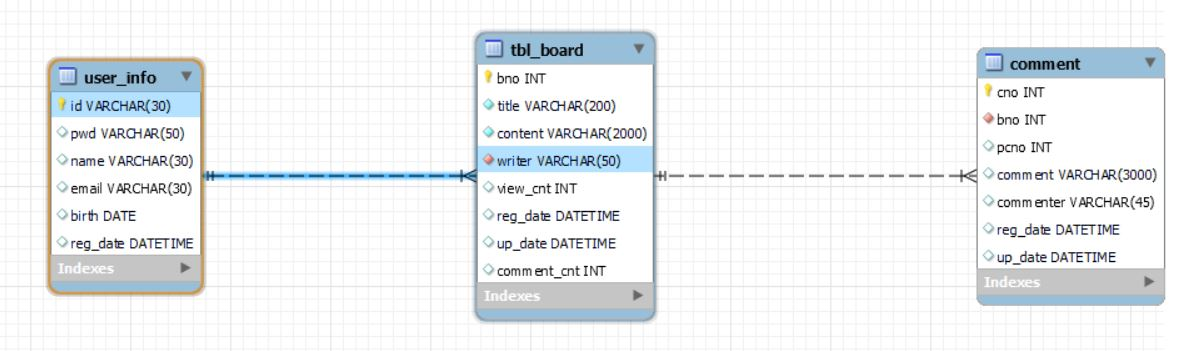 user_info
id VARCHAR(30)
pwd VARCHAR(50)
name VARCHAR(30)
email VARCHAR(30)
birth DATE
reg_date DATETIME
Indexes
tbl_board
bno INT
title VARCHAR(200)
content VARCHAR(2000)
writer VARCHAR(50)
view_cnt INT
reg_date DATETIME
up_date DATETIME
comment_cnt INT
Indexes
comment
cno INT
bno INT
pcno INT
comment VARCHAR(3000)
commenter VARCHAR(45)
reg_date DATETIME
up_date DATETIME
Indexes